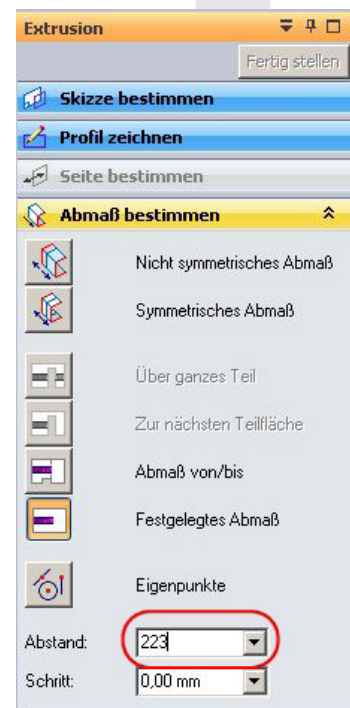 Extrusion
Fertig stellen
Skizze bestimmen
Profil zeichnen
Seite bestimmen
Abmaß bestimmen
Nicht symmetrisches Abmaß
Symmetrisches Abmaß
Über ganzes Teil
Zur nächsten Teilfläche
Abmaß von/bis
Festgelegtes Abmaß
Eigenpunkte
Abstand: 223
Schritt: 0,00 mm